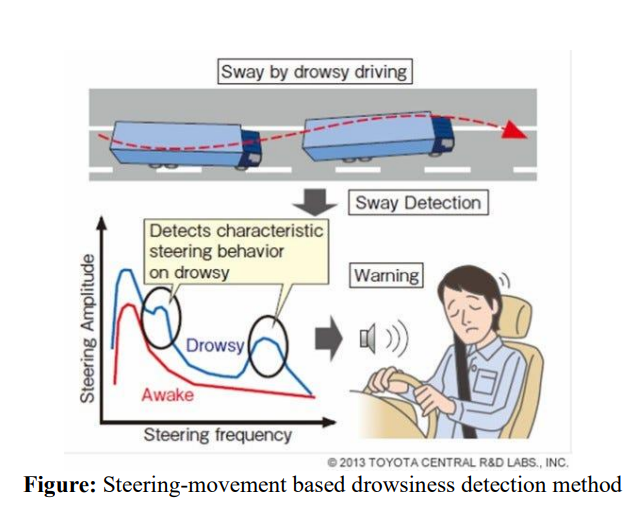 Sway by drowsy driving
Sway Detection
Detects characteristic
steering behavior
on drowsy
Warning
Steering Amplitude
Drowsy
Awake
Steering frequency
© 2013 TOYOTA CENTRAL R&D LABS., INC.
Figure: Steering-movement based drowsiness detection method